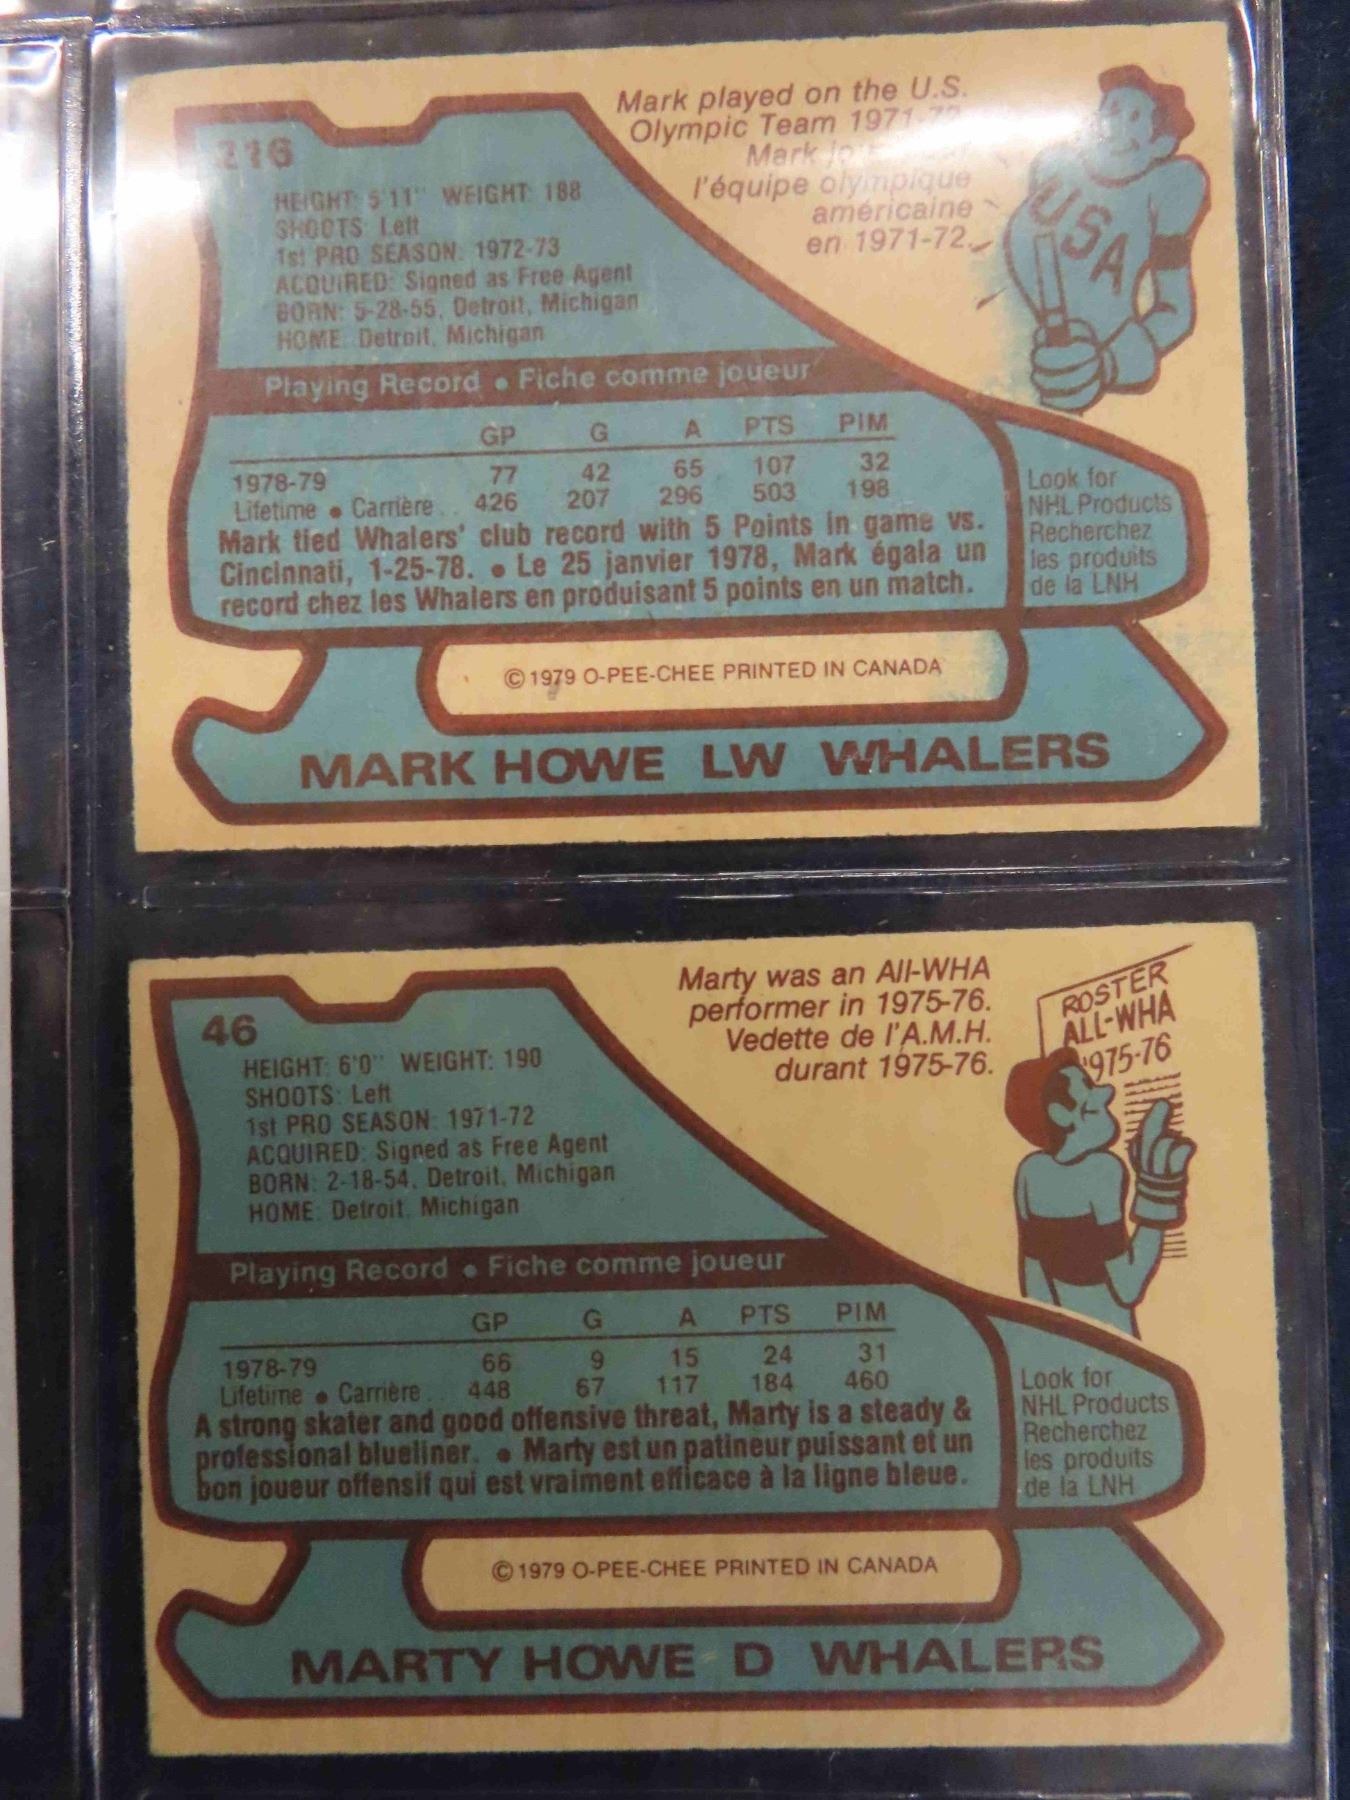 216
HEIGHT: 5'11" WEIGHT: 188
SHOOTS: Left
1st PRO SEASON: 1972-73
ACQUIRED: Signed as Free Agent
BORN: 5-28-55, Detroit, Michigan
HOME: Detroit, Michigan
Mark played on the U.S.
Olympic Team 1971-72.
Mark
l'équipe olympique
américaine
en 1971-72.
USA
Playing Record • Fiche comme joueur
GP G A PTS PIM
1978-79 77 42 65 107 32
Lifetime • Carrière .. 426 207 296 503 198
Mark tied Whalers' club record with 5 Points in game vs.
Cincinnati, 1-25-78. • Le 25 janvier 1978, Mark égala un
record chez les Whalers en produisant 5 points en un match.
Look for
NHL Products
Recherchez
les produits
de la LNH
© 1979 O-PEE-CHEE PRINTED IN CANADA
MARK HOWE LW WHALERS
46
HEIGHT: 6'0" WEIGHT: 190
SHOOTS: Left
1st PRO SEASON: 1971-72
ACQUIRED: Signed as Free Agent
BORN: 2-18-54, Detroit, Michigan
HOME: Detroit, Michigan
Marty was an All-WHA
performer in 1975-76.
Vedette de l'A.M.H.
durant 1975-76.
ROSTER
ALL-WHA
1975-76
Playing Record • Fiche comme joueur
GP G A PTS PIM
1978-79 66 9 15 24 31
Lifetime • Carrière .. 448 67 117 184 460
A strong skater and good offensive threat, Marty is a steady &
professional blueliner. • Marty est un patineur puissant et un
bon joueur offensif qui est vraiment efficace à la ligne bleue.
Look for
NHL Products
Recherchez
les produits
de la LNH
© 1979 O-PEE-CHEE PRINTED IN CANADA
MARTY HOWE D WHALERS